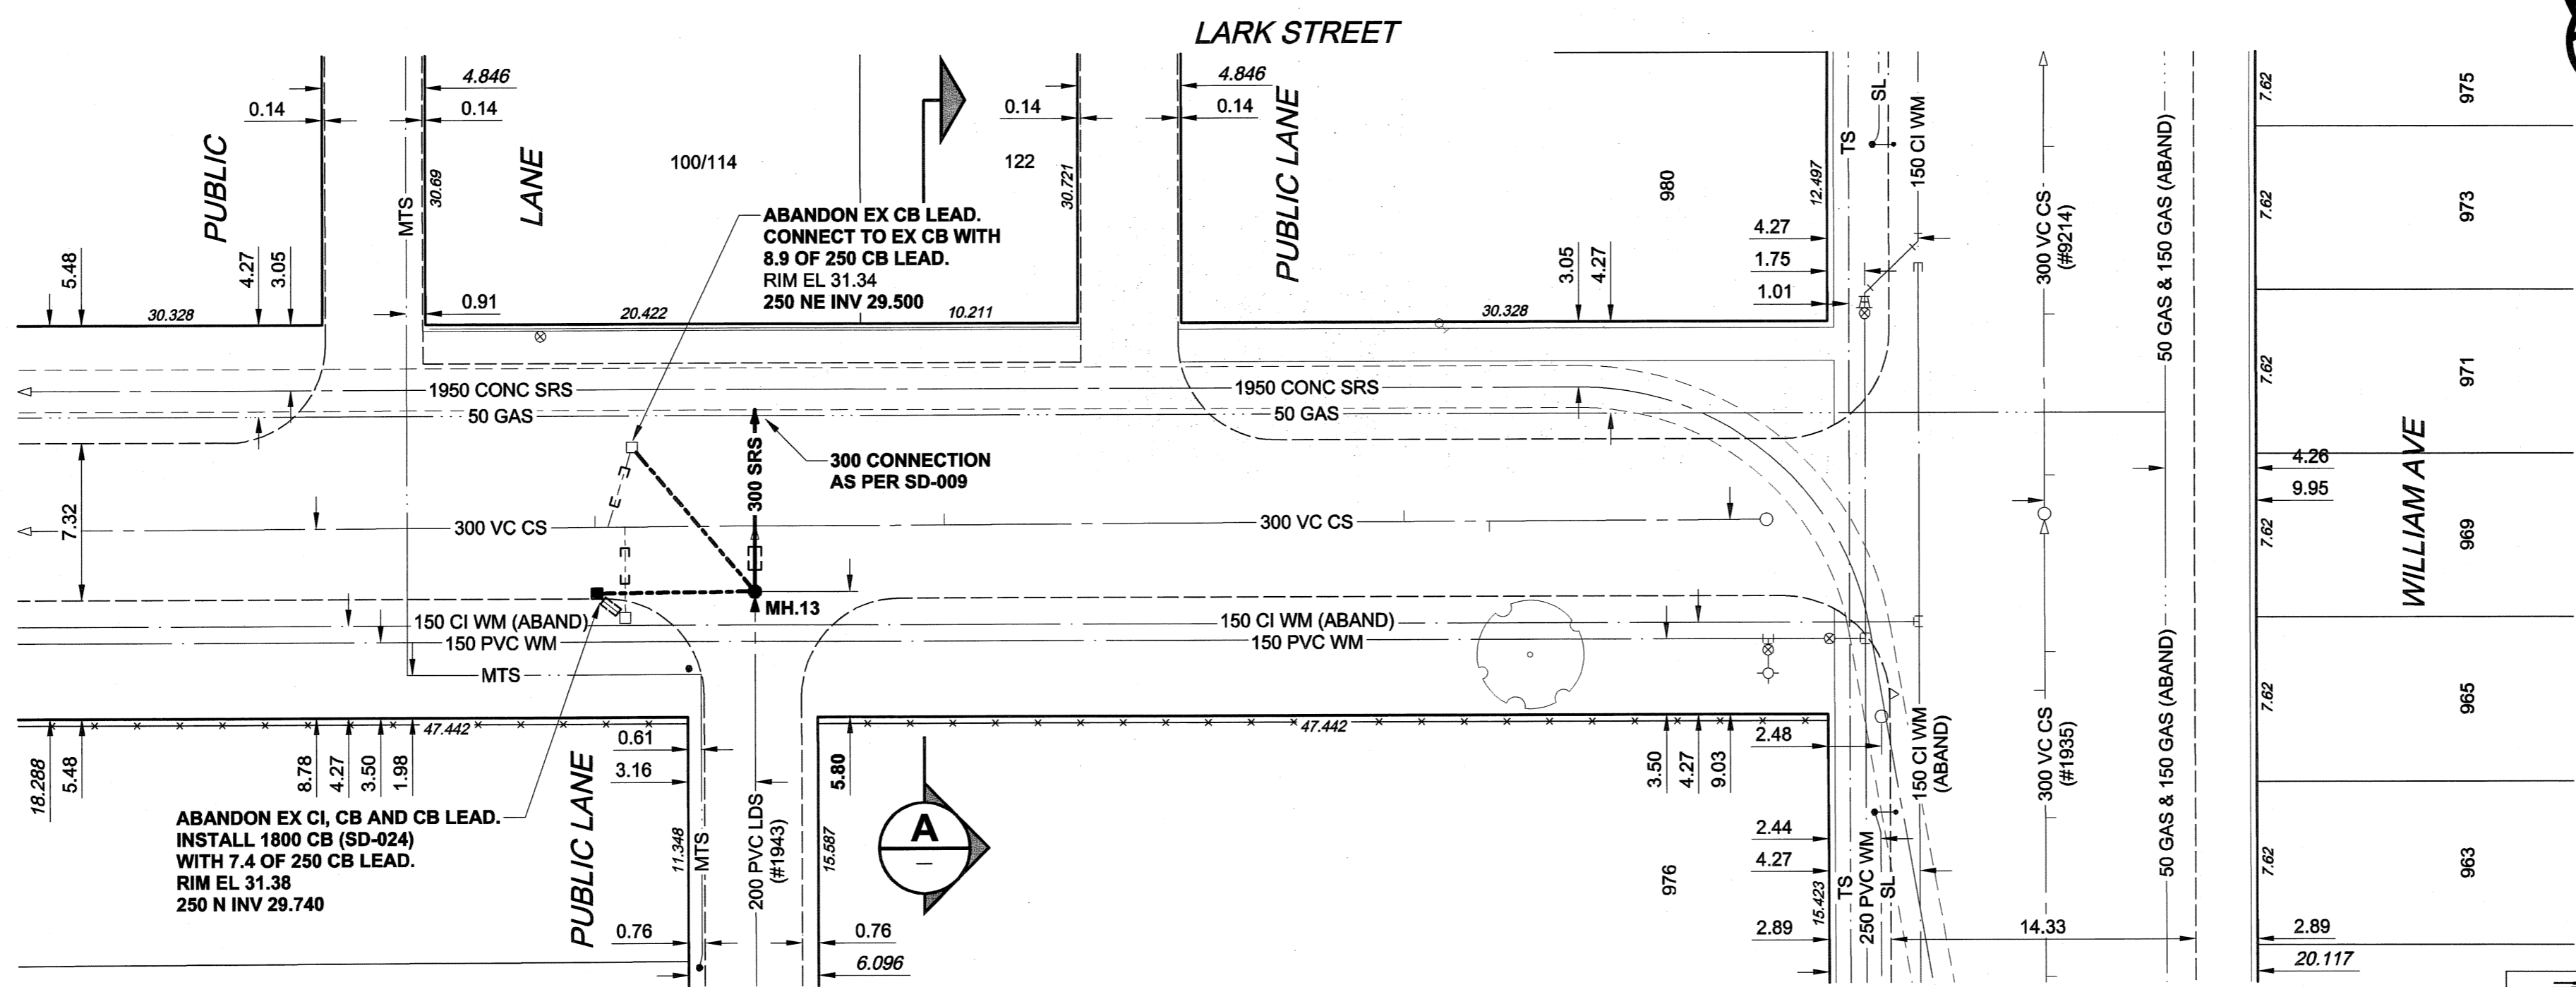 LARK STREET
4.846
0.14
0.14
PUBLIC
LANE
MTS
30.69
100/114
122
0.14
30.721
4.846
0.14
PUBLIC LANE
980
12.497
TS
SL
150 CI WM
300 VC CS
(#9214)
50 GAS & 150 GAS (ABAND)
7.62
975
7.62
973
7.62
971
7.62
969
7.62
965
7.62
963
WILLIAM AVE
ABANDON EX CB LEAD.
CONNECT TO EX CB WITH
8.9 OF 250 CB LEAD.
RIM EL 31.34
250 NE INV 29.500
5.48
30.328
4.27
3.05
0.91
20.422
10.211
30.328
3.05
4.27
4.27
1.75
1.01
1950 CONC SRS
1950 CONC SRS
50 GAS
50 GAS
300 SRS
300 CONNECTION
AS PER SD-009
4.26
9.95
7.32
300 VC CS
300 VC CS
MH.13
150 CI WM (ABAND)
150 CI WM (ABAND)
150 PVC WM
150 PVC WM
MTS
47.442
47.442
18.288
5.48
8.78
4.27
3.50
1.98
0.61
3.16
5.80
3.50
4.27
9.03
2.48
150 CI WM
(ABAND)
300 VC CS
(#1935)
50 GAS & 150 GAS (ABAND)
ABANDON EX CI, CB AND CB LEAD.
INSTALL 1800 CB (SD-024)
WITH 7.4 OF 250 CB LEAD.
RIM EL 31.38
250 N INV 29.740
PUBLIC LANE
11.348
MTS
200 PVC LDS
(#1943)
15.587
A
–
976
2.44
4.27
15.423
TS
250 PVC WM
SL
0.76
0.76
6.096
2.89
14.33
2.89
20.117